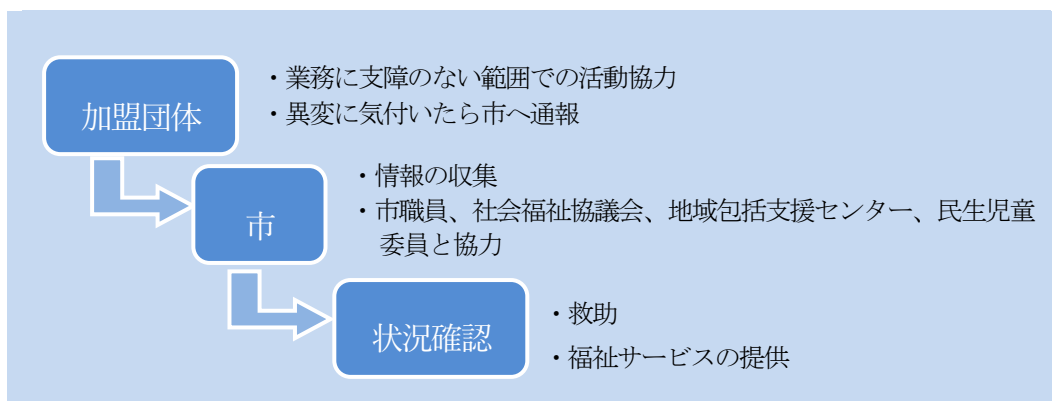 加盟団体
・業務に支障のない範囲での活動協力
・異変に気付いたら市へ通報
市
・情報の収集
・市職員、社会福祉協議会、地域包括支援センター、民生児童
委員と協力
状況確認
・救助
・福祉サービスの提供